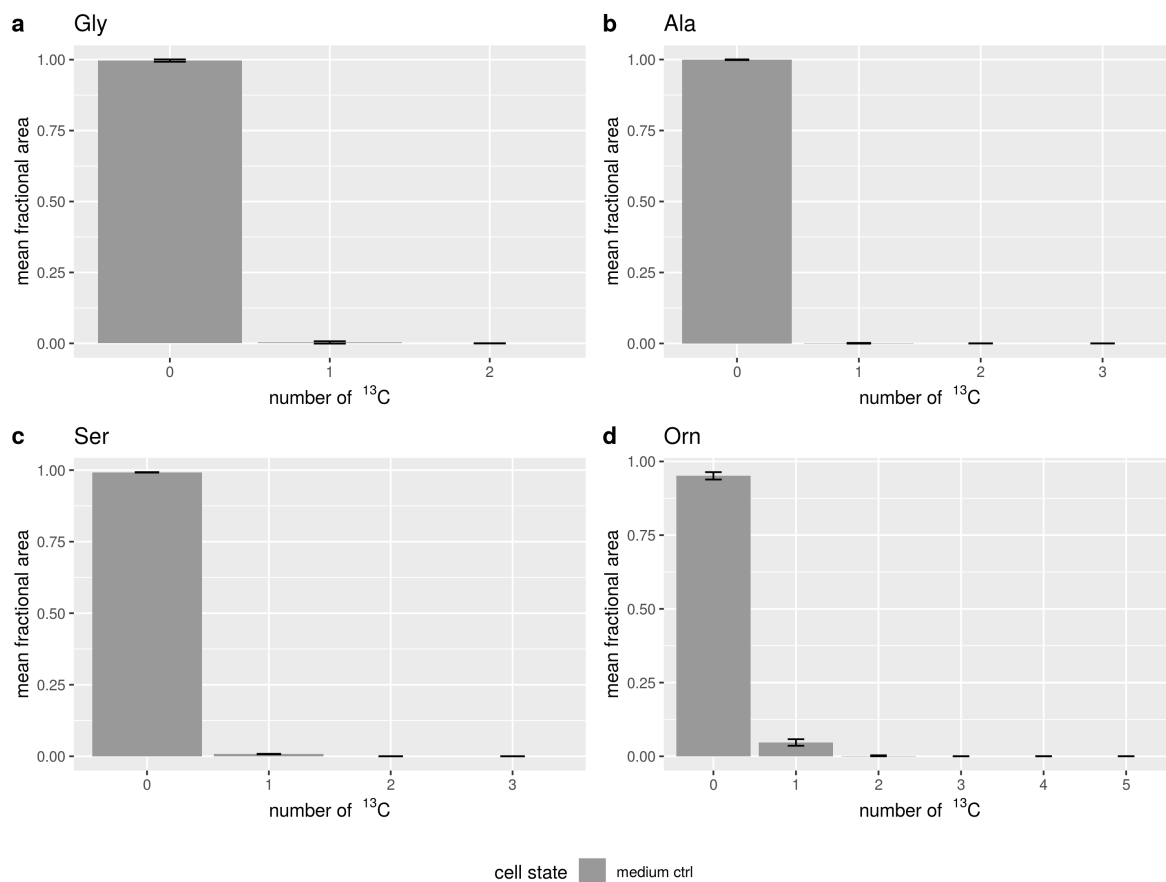 a Gly
mean fractional area
1.00
0.75
0.50
0.25
0.00
0 1 2
number of ¹³C
b Ala
mean fractional area
1.00
0.75
0.50
0.25
0.00
0 1 2 3
number of ¹³C
c Ser
mean fractional area
1.00
0.75
0.50
0.25
0.00
0 1 2 3
number of ¹³C
d Orn
mean fractional area
1.00
0.75
0.50
0.25
0.00
0 1 2 3 4 5
number of ¹³C
cell state medium ctrl